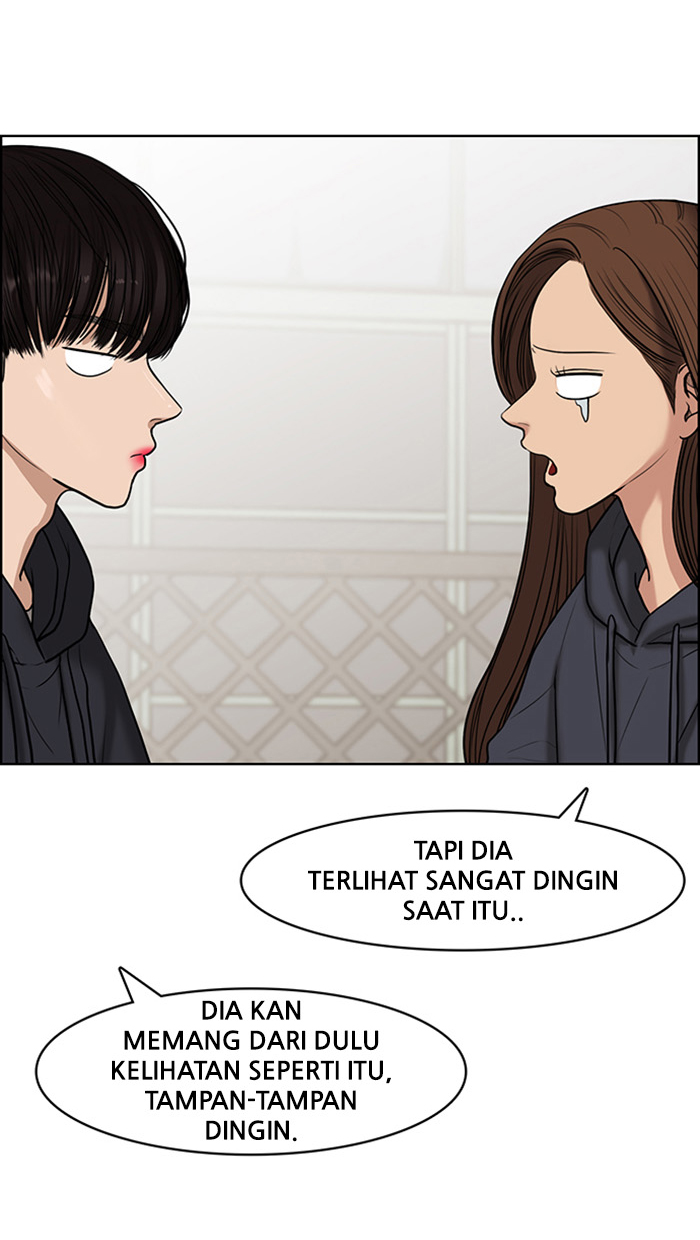 TAPI DIA
TERLIHAT SANGAT DINGIN
SAAT ITU..
DIA KAN
MEMANG DARI DULU
KELIHATAN SEPERTI ITU,
TAMPAN-TAMPAN
DINGIN.